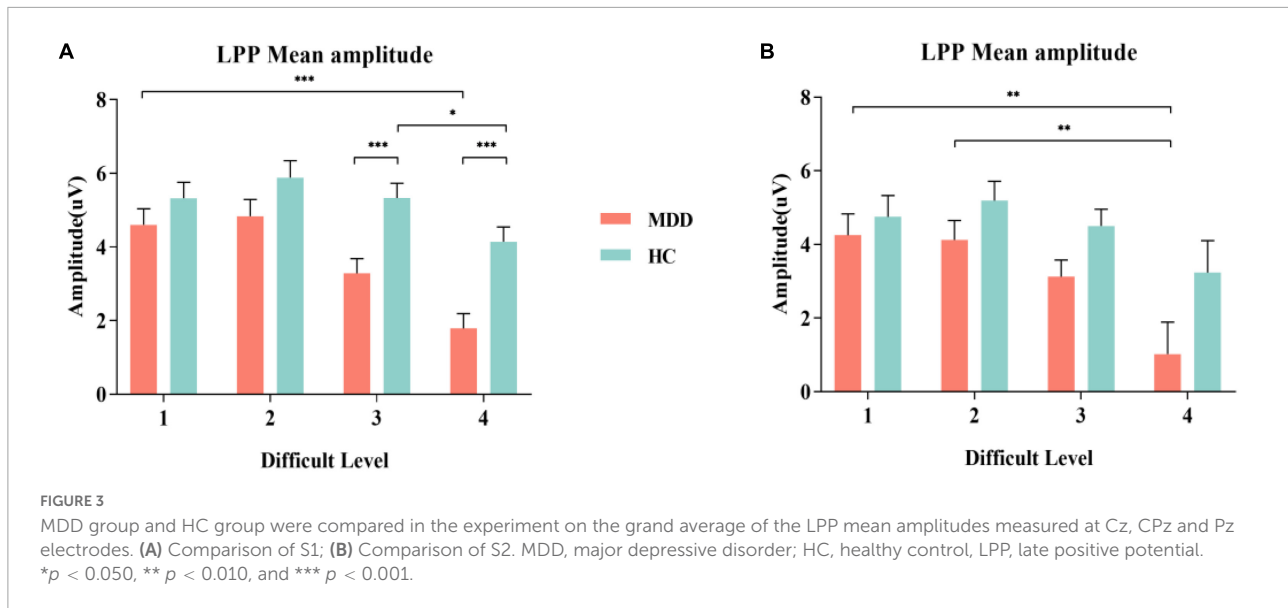 A
LPP Mean amplitude
***
*
***
***
8
6
4
2
0
Amplitude(uV)
1 2 3 4
Difficult Level
MDD
HC
B
LPP Mean amplitude
**
**
8
6
4
2
0
Amplitude(uV)
1 2 3 4
Difficult Level
FIGURE 3
MDD group and HC group were compared in the experiment on the grand average of the LPP mean amplitudes measured at Cz, CPz and Pz
electrodes. (A) Comparison of S1; (B) Comparison of S2. MDD, major depressive disorder; HC, healthy control, LPP, late positive potential.
*p < 0.050, ** p < 0.010, and *** p < 0.001.